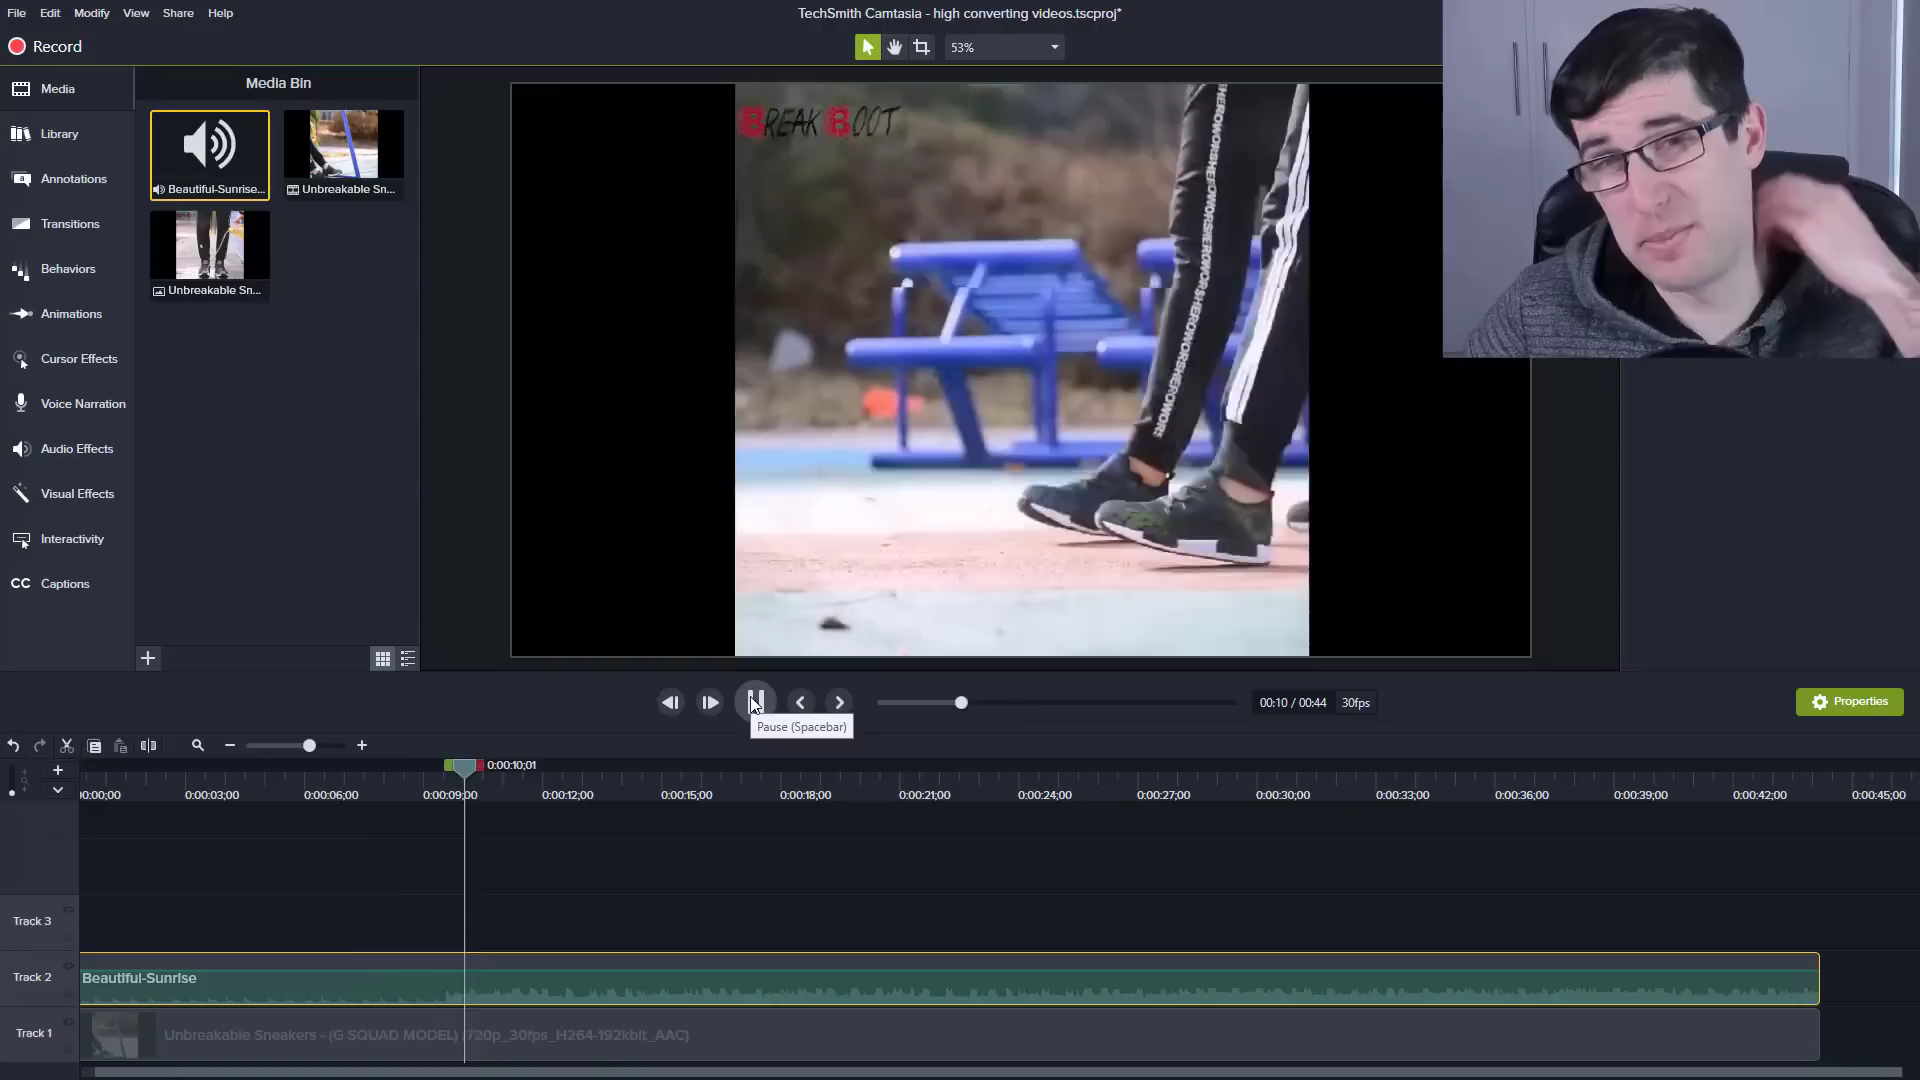 File Edit Modify View Share Help
TechSmith Camtasia - high converting videos.tscproj*
Record
53%
Media
Library
Annotations
Transitions
Behaviors
Animations
Cursor Effects
Voice Narration
Audio Effects
Visual Effects
Interactivity
CC Captions
Media Bin
Beautiful-Sunrise...
Unbreakable Sn...
Unbreakable Sn...
BREAK BOOT
Pause (Spacebar)
00:10 / 00:44 30fps
Properties
0:00:10;01
0:00:03;00 0:00:06;00 0:00:09;00 0:00:12;00 0:00:15;00 0:00:18;00 0:00:21;00 0:00:24;00 0:00:27;00 0:00:30;00 0:00:33;00 0:00:36;00 0:00:39;00 0:00:42;00 0:00:45;00
Track 3
Track 2
Beautiful-Sunrise
Track 1
Unbreakable Sneakers - (G SQUAD MODEL) (720p_30fps_H264-192kbit_AAC)